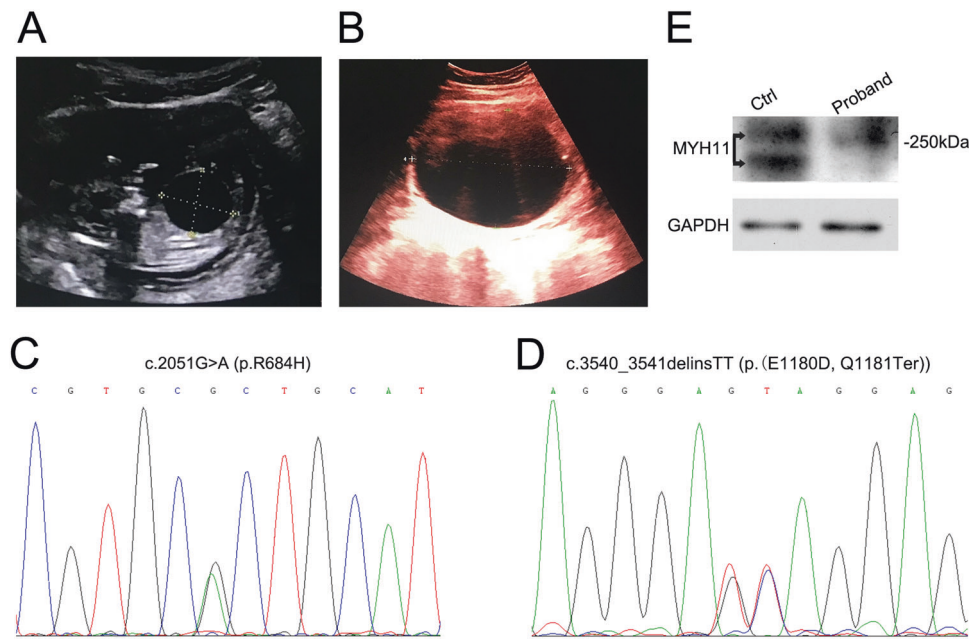 A
B
E
Ctrl
Proband
MYH11
-250kDa
GAPDH
C
c.2051G>A (p.R684H)
C G T G C G C T G C A T
D
c.3540_3541delinsTT (p.(E1180D, Q1181Ter))
A G G G A G T A G G A G